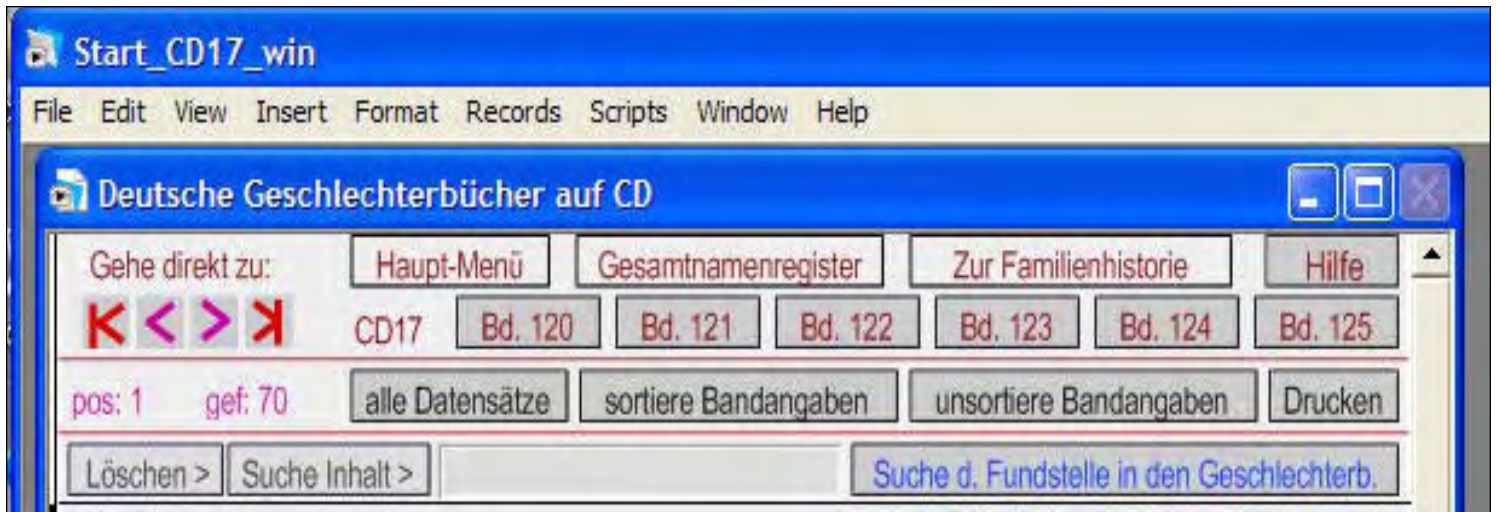 Start_CD17_win
File Edit View Insert Format Records Scripts Window Help
Deutsche Geschlechterbücher auf CD
Gehe direkt zu: Haupt-Menü Gesamtnamenregister Zur Familienhistorie Hilfe
CD17 Bd. 120 Bd. 121 Bd. 122 Bd. 123 Bd. 124 Bd. 125
pos: 1 gef: 70 alle Datensätze sortiere Bandangaben unsortiere Bandangaben Drucken
Löschen > Suche Inhalt > Suche d. Fundstelle in den Geschlechterb.